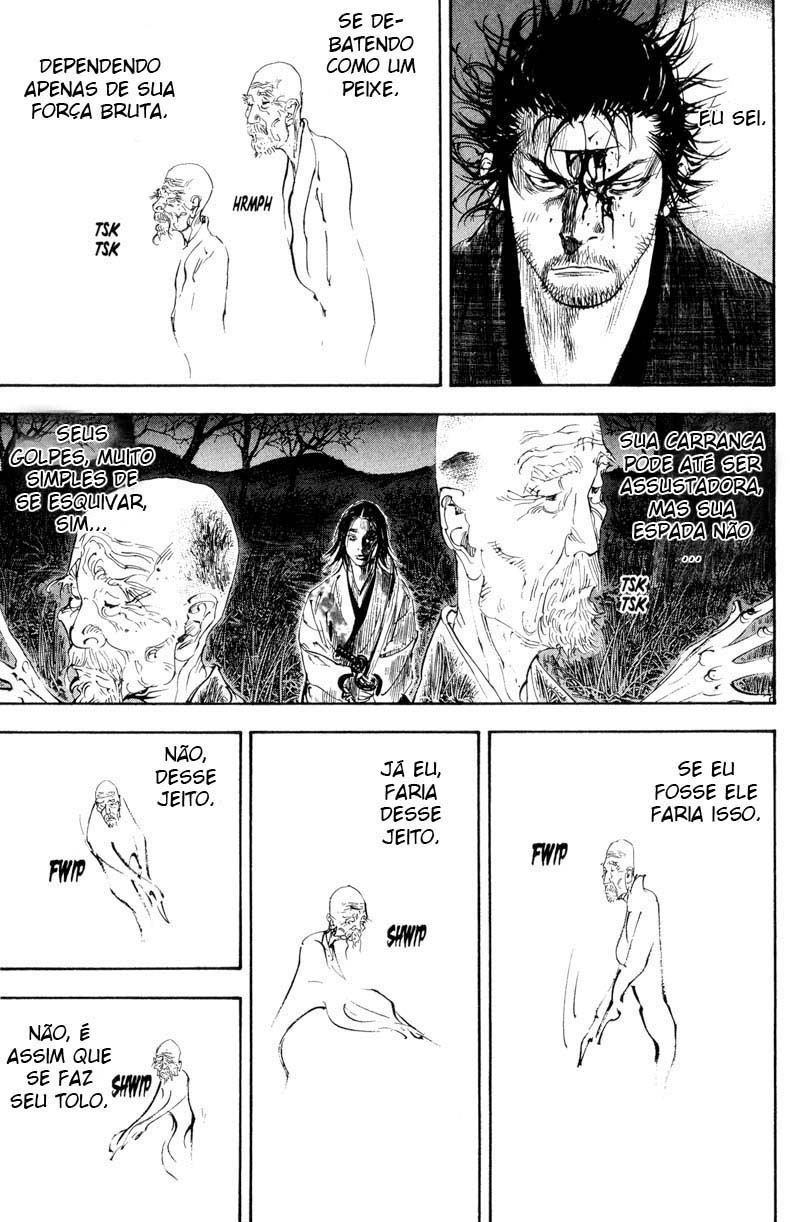 EU SEI.
SE DE-
BATENDO
COMO UM
PEIXE.
DEPENDENDO
APENAS DE SUA
FORÇA BRUTA.
HRMPH
TSK
TSK
SUA CARRANCA
PODE ATÉ SER
ASSUSTADORA,
MAS SUA
ESPADA NÃO
...
TSK
TSK
SEUS
GOLPES, MUITO
SIMPLES DE
SE ESQUIVAR,
SIM...
SE EU
FOSSE ELE
FARIA ISSO.
FWIP
JÁ EU,
FARIA
DESSE
JEITO.
SHWIP
NÃO,
DESSE
JEITO.
FWIP
NÃO, É
ASSIM QUE
SE FAZ
SEU TOLO.
SHWIP